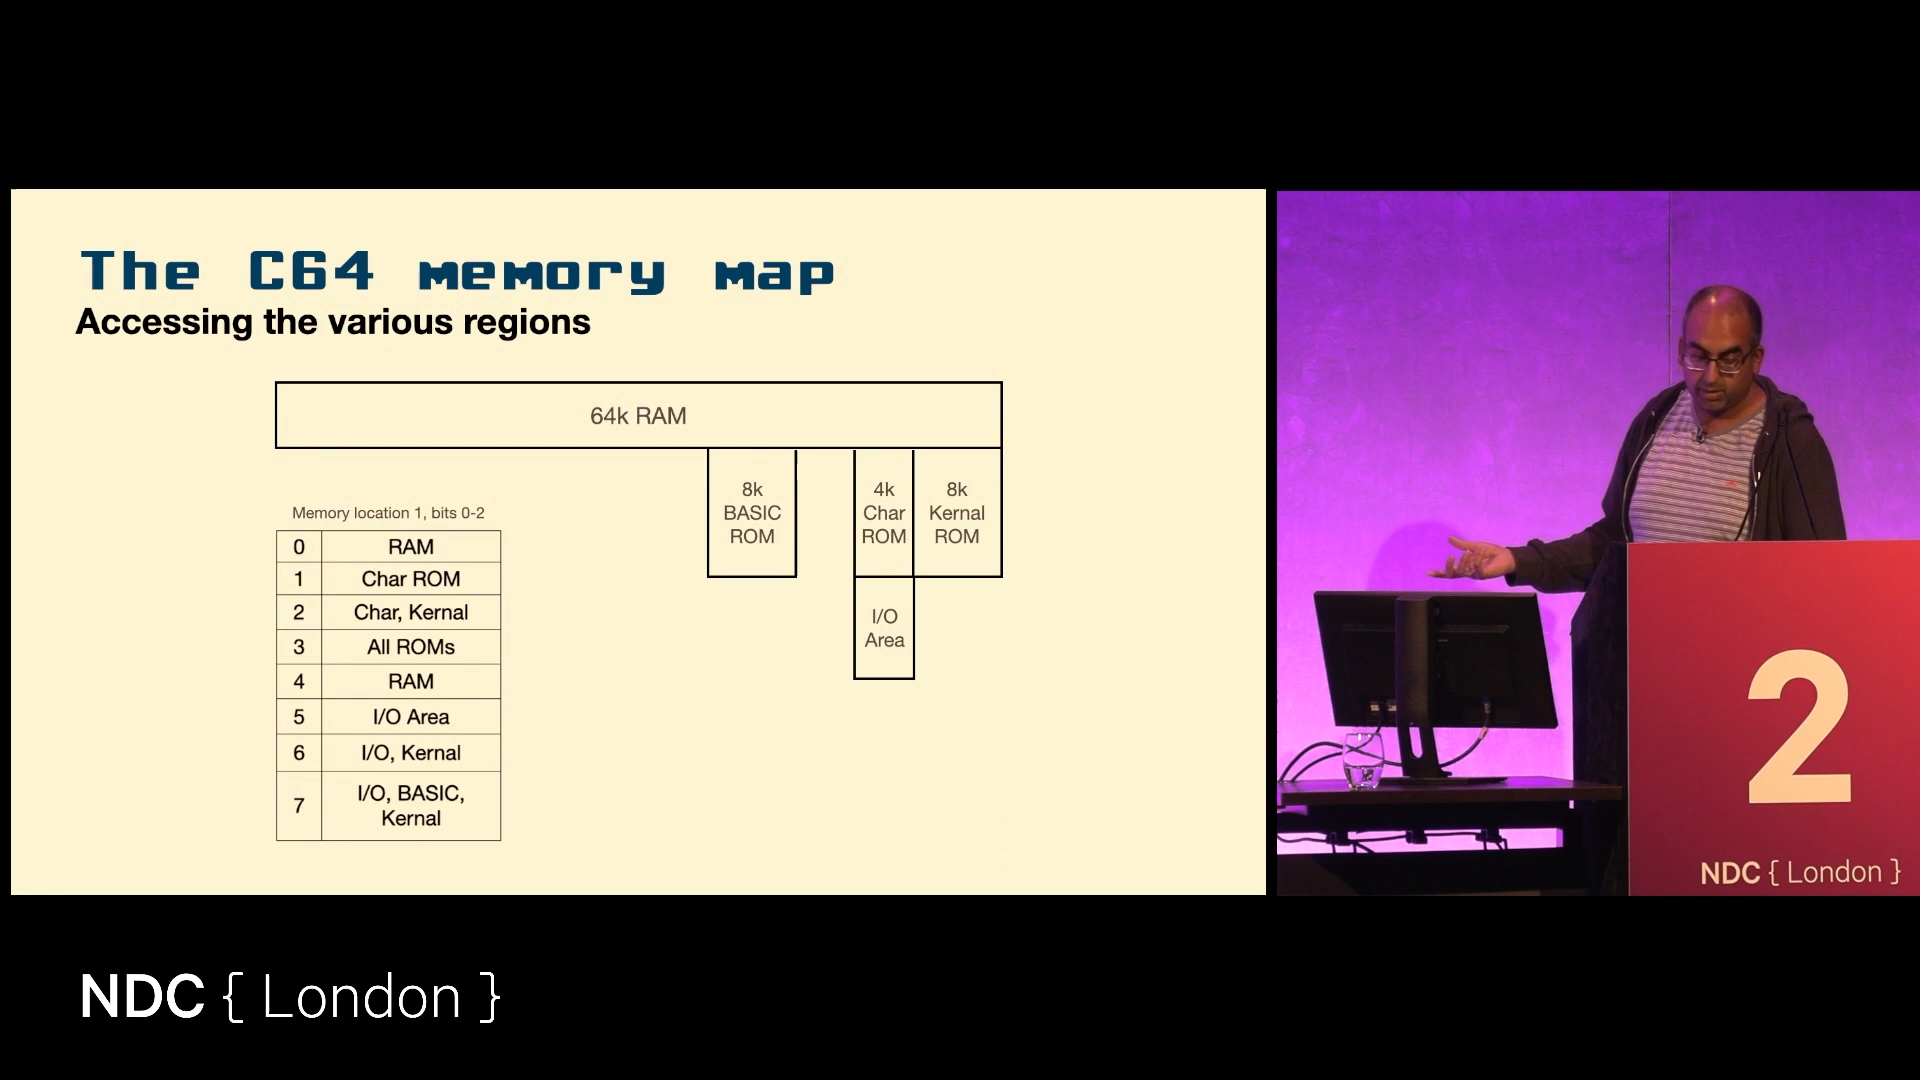 The C64 memory map
Accessing the various regions
64k RAM
8k
BASIC
ROM
4k
Char
ROM
8k
Kernal
ROM
I/O
Area
Memory location 1, bits 0-2
0 RAM
1 Char ROM
2 Char, Kernal
3 All ROMs
4 RAM
5 I/O Area
6 I/O, Kernal
7 I/O, BASIC,
Kernal
2
NDC { London }
NDC { London }